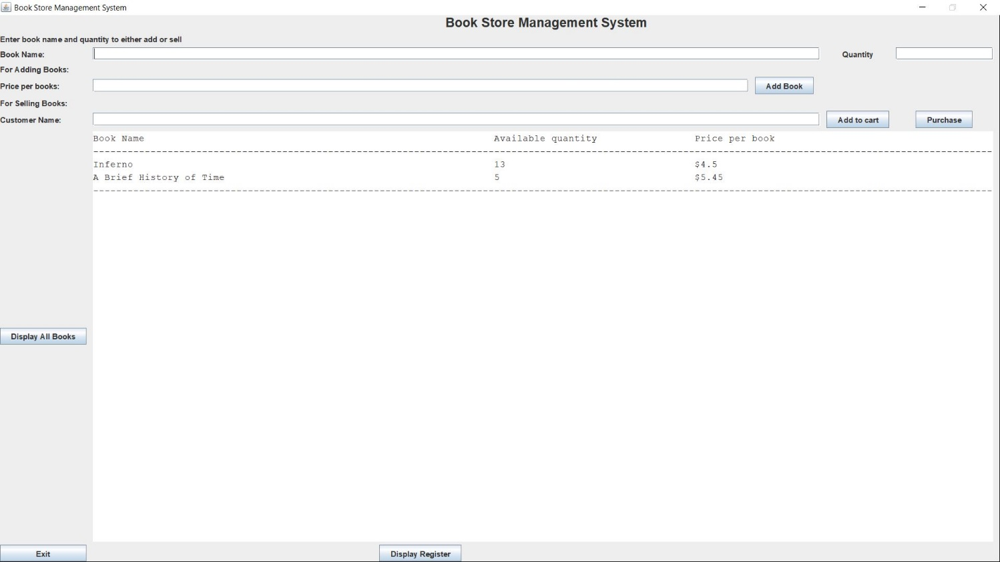 Book Store Management System
Book Store Management System
Enter book name and quantity to either add or sell
Book Name: Quantity
For Adding Books:
Price per books: Add Book
For Selling Books:
Customer Name: Add to cart Purchase
Book Name Available quantity Price per book
Inferno 13 $4.5
A Brief History of Time 5 $5.45
Display All Books
Exit Display Register